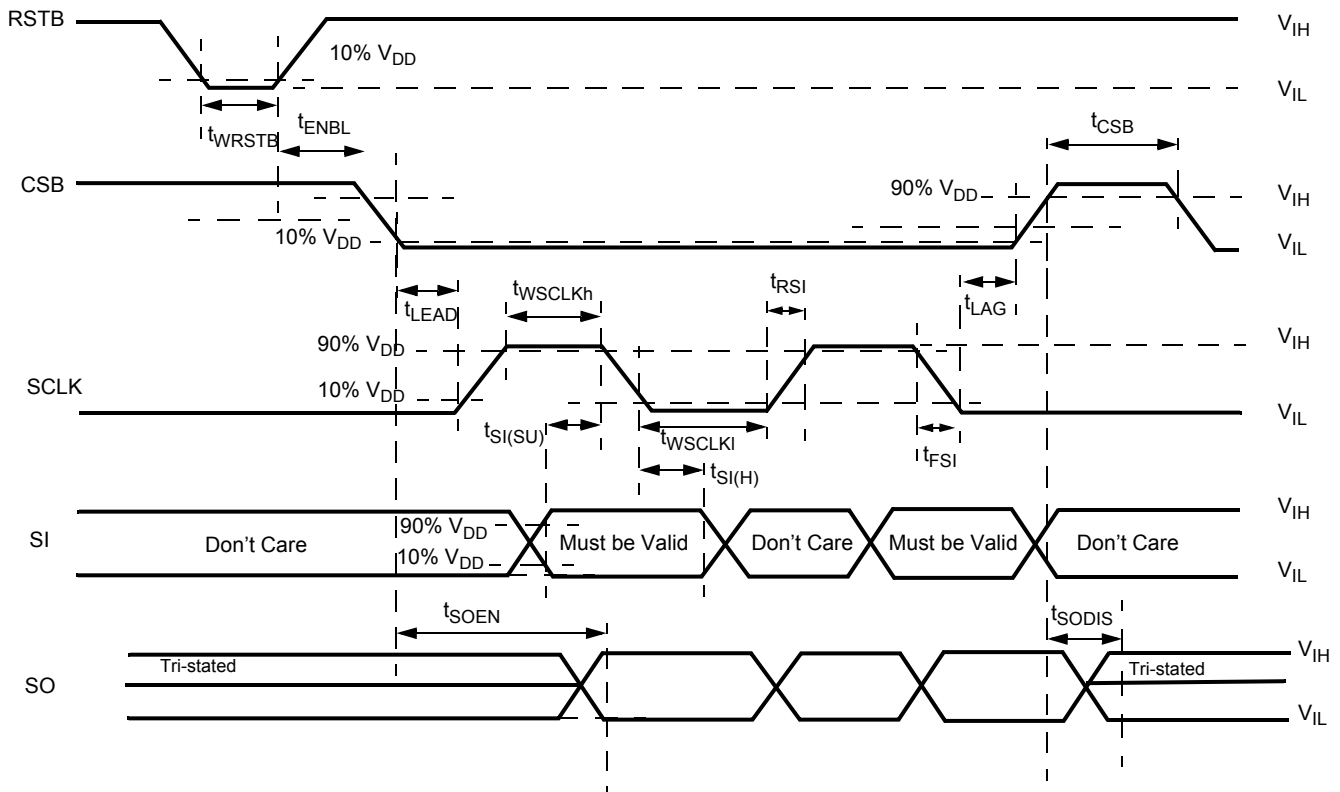 RSTB
V_IH
10% V_DD
V_IL
t_WRSTB
t_ENBL
t_CSB
CSB
90% V_DD
V_IH
10% V_DD
V_IL
t_LEAD
t_WSCLKh
t_RSI
t_LAG
90% V_DD
V_IH
SCLK
10% V_DD
V_IL
t_SI(SU)
t_WSCLKl
t_FSI
t_SI(H)
V_IH
SI
90% V_DD
Don't Care
Must be Valid
Don't Care
Must be Valid
Don't Care
10% V_DD
V_IL
t_SOEN
t_SODIS
V_IH
Tri-stated
Tri-stated
SO
V_IL